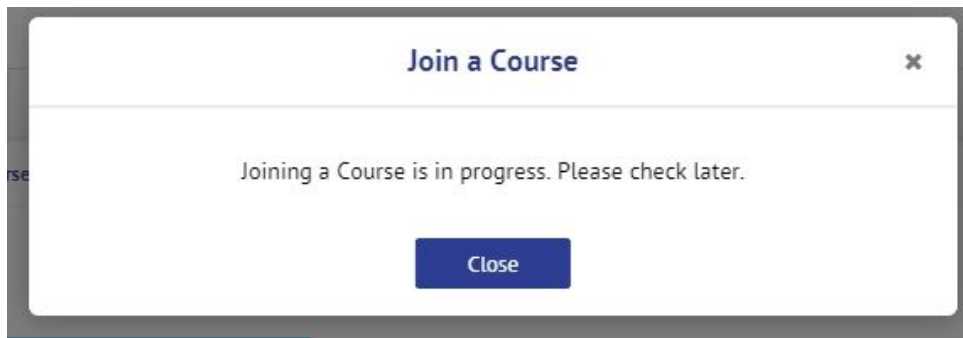 Join a Course
Joining a Course is in progress. Please check later.
Close